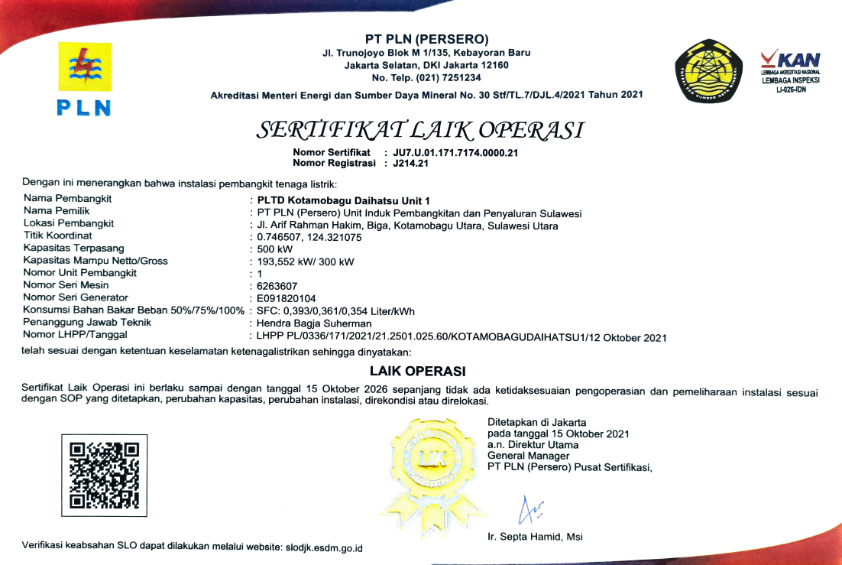 PT PLN (PERSERO)
Jl. Trunojoyo Blok M 1/135, Kebayoran Baru
Jakarta Selatan, DKI Jakarta 12160
No. Telp. (021) 7251234
Akreditasi Menteri Energi dan Sumber Daya Mineral No. 30 Stf/TL.7/DJL.4/2021 Tahun 2021
PLN
KAN
LEMBAGA AKREDITASI NASIONAL
LEMBAGA INSPEKSI
LI-026-IDN
SERTIFIKAT LAIK OPERASI
Nomor Sertifikat : JU7.U.01.171.7174.0000.21
Nomor Registrasi : J214.21
Dengan ini menerangkan bahwa instalasi pembangkit tenaga listrik:
Nama Pembangkit : PLTD Kotamobagu Daihatsu Unit 1
Nama Pemilik : PT PLN (Persero) Unit Induk Pembangkitan dan Penyaluran Sulawesi
Lokasi Pembangkit : Jl. Arif Rahman Hakim, Biga, Kotamobagu Utara, Sulawesi Utara
Titik Koordinat : 0.746507, 124.321075
Kapasitas Terpasang : 500 kW
Kapasitas Mampu Netto/Gross : 193,552 kW/ 300 kW
Nomor Unit Pembangkit : 1
Nomor Seri Mesin : 6263607
Nomor Seri Generator : E091820104
Konsumsi Bahan Bakar Beban 50%/75%/100% : SFC: 0,393/0,361/0,354 Liter/kWh
Penanggung Jawab Teknik : Hendra Bagja Suherman
Nomor LHPP/Tanggal : LHPP PL/0336/171/2021/21.2501.025.60/KOTAMOBAGUDAIHATSU1/12 Oktober 2021
telah sesuai dengan ketentuan keselamatan ketenagalistrikan sehingga dinyatakan:
LAIK OPERASI
Sertifikat Laik Operasi ini berlaku sampai dengan tanggal 15 Oktober 2026 sepanjang tidak ada ketidaksesuaian pengoperasian dan pemeliharaan instalasi sesuai
dengan SOP yang ditetapkan, perubahan kapasitas, perubahan instalasi, direkondisi atau direlokasi.
Ditetapkan di Jakarta
pada tanggal 15 Oktober 2021
a.n. Direktur Utama
General Manager
PT PLN (Persero) Pusat Sertifikasi,
Ir. Septa Hamid, Msi
Verifikasi keabsahan SLO dapat dilakukan melalui website: slodjk.esdm.go.id